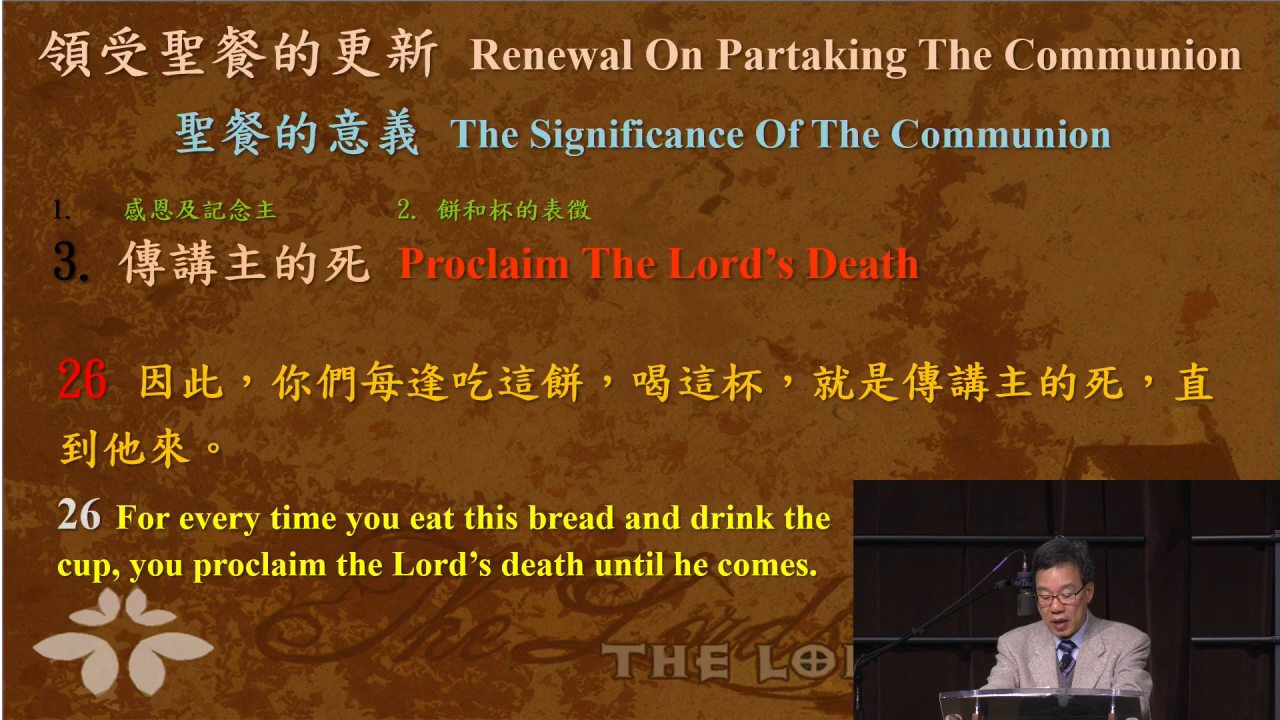 領受聖餐的更新 Renewal On Partaking The Communion
聖餐的意義 The Significance Of The Communion
1. 感恩及記念主 2. 餅和杯的表徵
3. 傳講主的死 Proclaim The Lord’s Death
26 因此，你們每逢吃這餅，喝這杯，就是傳講主的死，直
到他來。
26 For every time you eat this bread and drink the
cup, you proclaim the Lord’s death until he comes.
The Lord's
THE LO